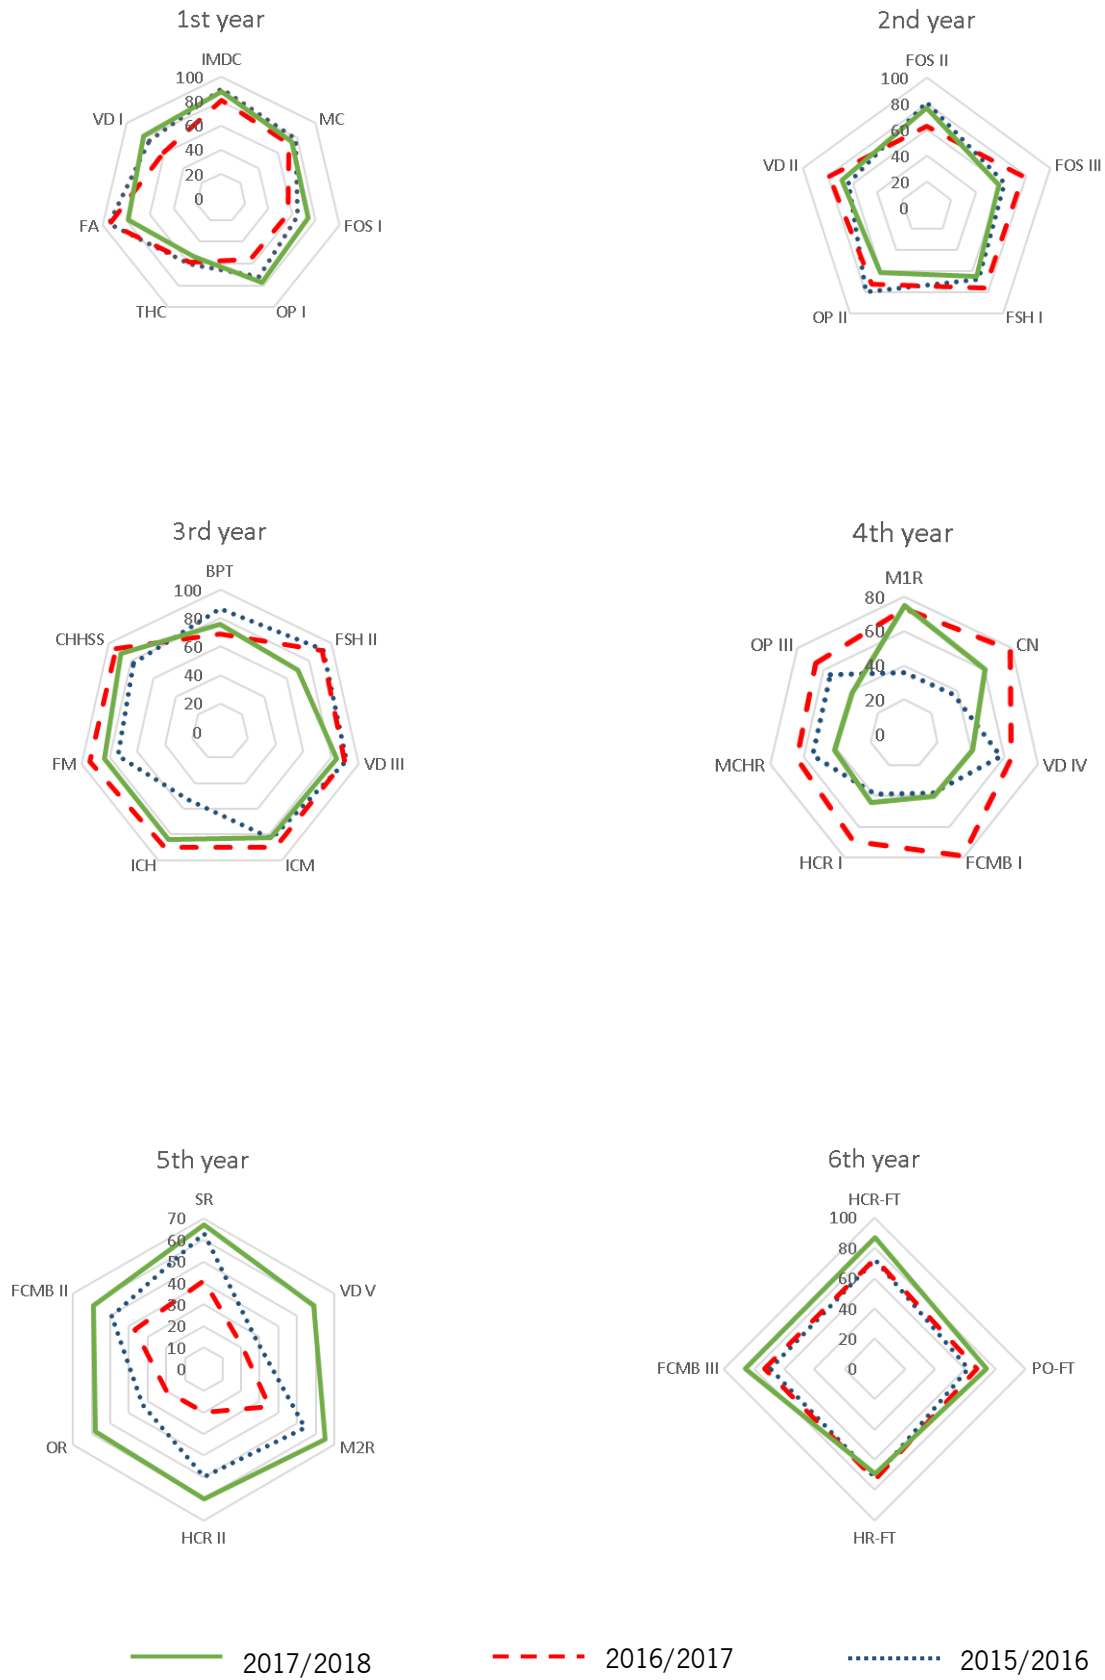 1st year
IMDC
100
80
60
40
20
0
VD I
MC
FA
FOS I
THC
OP I
2nd year
FOS II
100
80
60
40
20
0
VD II
FOS III
OP II
FSH I
3rd year
BPT
100
80
60
40
20
0
CHHSS
FSH II
FM
VD III
ICH
ICM
4th year
M1R
80
60
40
20
0
OP III
CN
MCHR
VD IV
HCR I
FCMB I
5th year
SR
70
60
50
40
30
20
10
0
FCMB II
VD V
OR
M2R
HCR II
6th year
HCR-FT
100
80
60
40
20
0
FCMB III
PO-FT
HR-FT
2017/2018
2016/2017
2015/2016